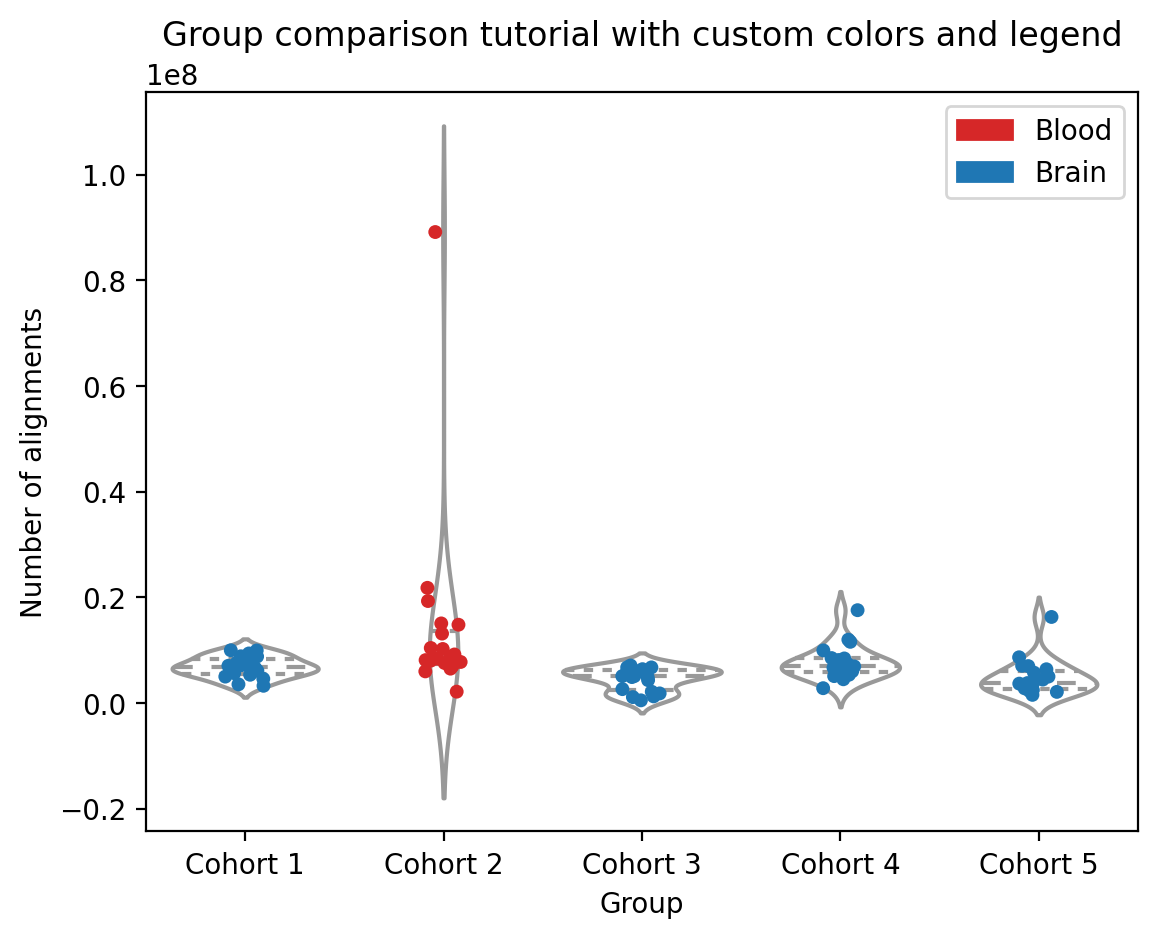 Group comparison tutorial with custom colors and legend
1e8
Blood
Brain
1.0
0.8
0.6
0.4
0.2
0.0
−0.2
Number of alignments
Cohort 1 Cohort 2 Cohort 3 Cohort 4 Cohort 5
Group